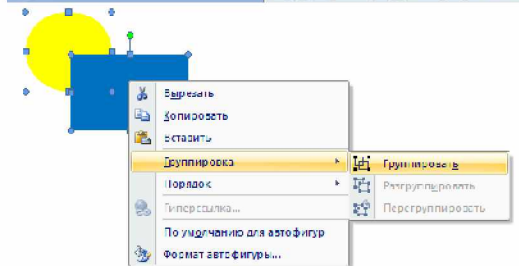 Вырезать
Копировать
Вставить
Группировка
Группировать
Порядок
Разгруппировать
Гиперссылка...
Перегруппировать
По умолчанию для автофигур
Формат автофигуры...